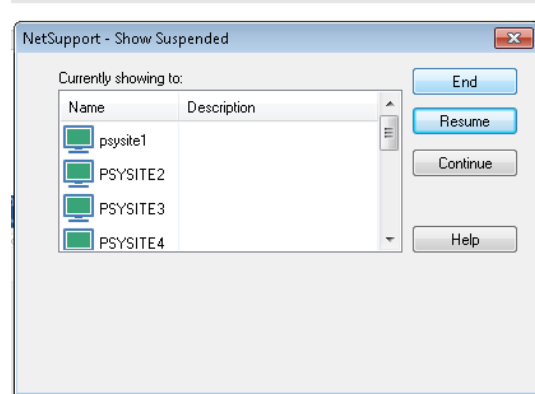 NetSupport - Show Suspended
Currently showing to:
End
Name Description
Resume
psysite1
Continue
PSYSITE2
PSYSITE3
PSYSITE4
Help